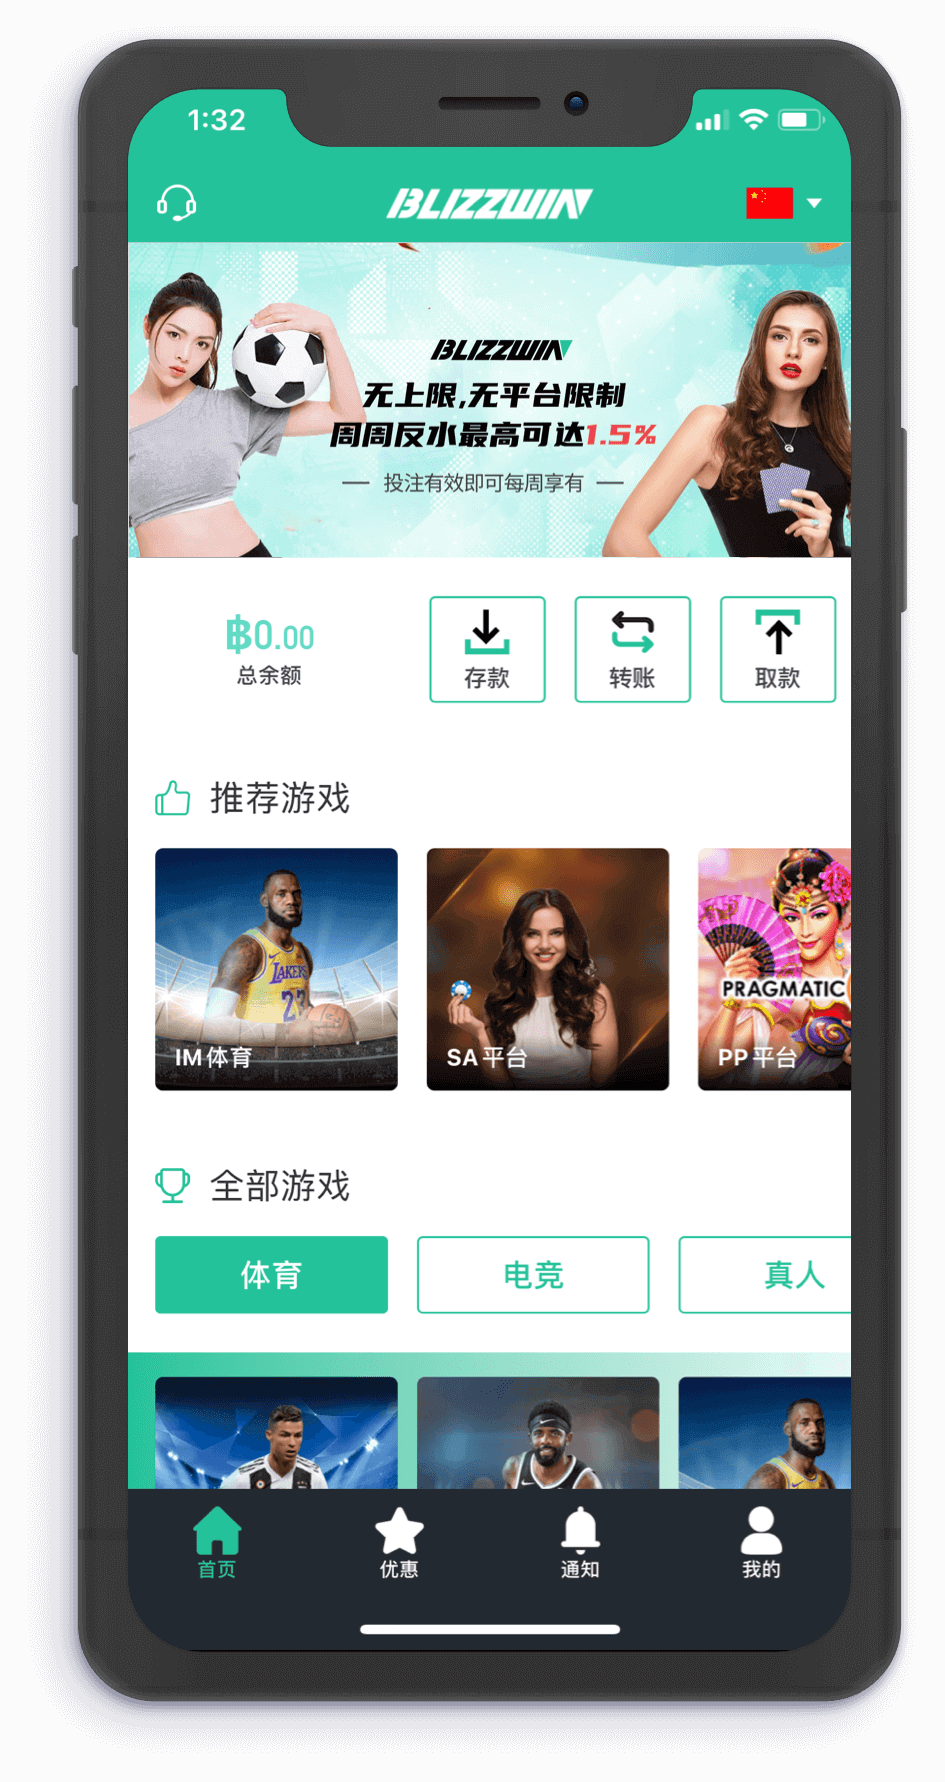 1:32
BLIZZWIN
BLIZZWIN
无上限,无平台限制
周周反水最高可达1.5%
投注有效即可每周享有
฿0.00
总余额
存款
转账
取款
推荐游戏
LAKERS
IM体育
SA平台
PRAGMATIC
PP平台
全部游戏
体育
电竞
真人
首页
优惠
通知
我的